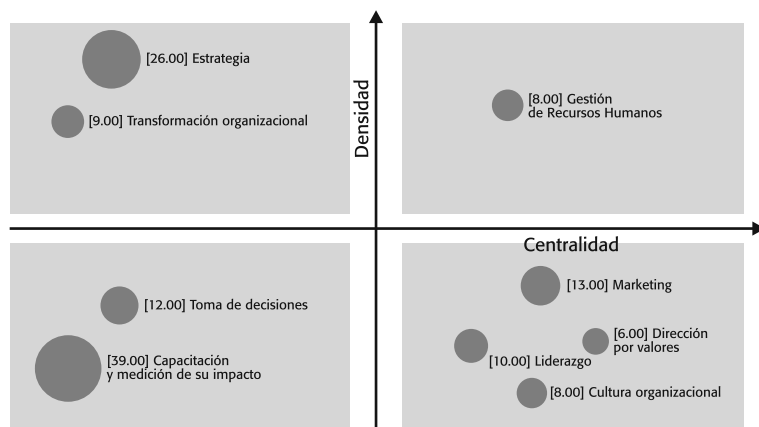 [26.00] Estrategia
[9.00] Transformación organizacional
Densidad
[8.00] Gestión
de Recursos Humanos
Centralidad
[12.00] Toma de decisiones
[39.00] Capacitación
y medición de su impacto
[13.00] Marketing
[6.00] Dirección
por valores
[10.00] Liderazgo
[8.00] Cultura organizacional